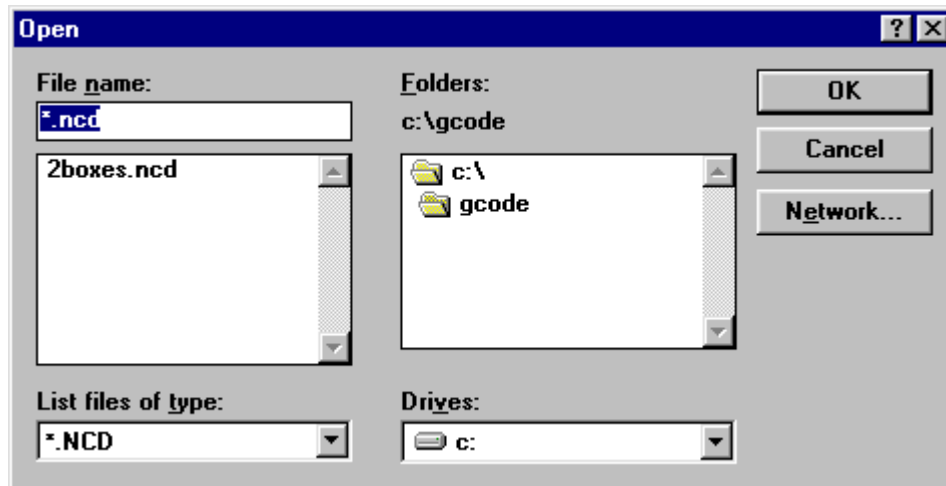 Open
File name:
*.ncd
2boxes.ncd
List files of type:
*.NCD
Folders:
c:\gcode
c:\
gcode
Drives:
c:
OK
Cancel
Network...